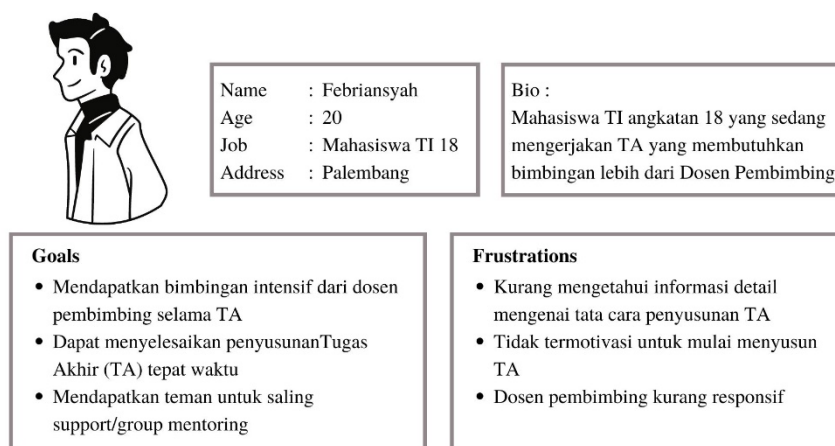 Name : Febriansyah
Age : 20
Job : Mahasiswa TI 18
Address : Palembang
Bio :
Mahasiswa TI angkatan 18 yang sedang
mengerjakan TA yang membutuhkan
bimbingan lebih dari Dosen Pembimbing
Goals
• Mendapatkan bimbingan intensif dari dosen
pembimbing selama TA
• Dapat menyelesaikan penyusunanTugas
Akhir (TA) tepat waktu
• Mendapatkan teman untuk saling
support/group mentoring
Frustrations
• Kurang mengetahui informasi detail
mengenai tata cara penyusunan TA
• Tidak termotivasi untuk mulai menyusun
TA
• Dosen pembimbing kurang responsif